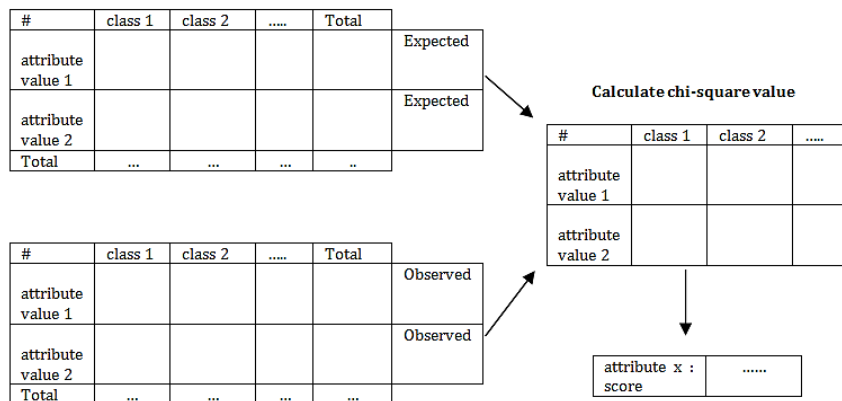 # class 1 class 2 ..... Total
Expected
attribute
value 1
Expected
attribute
value 2
Total ... ... ... ..
# class 1 class 2 ..... Total
Observed
attribute
value 1
Observed
attribute
value 2
Total ... ... ... ...
Calculate chi-square value
# class 1 class 2 .....
attribute
value 1
attribute
value 2
attribute x : ......
score